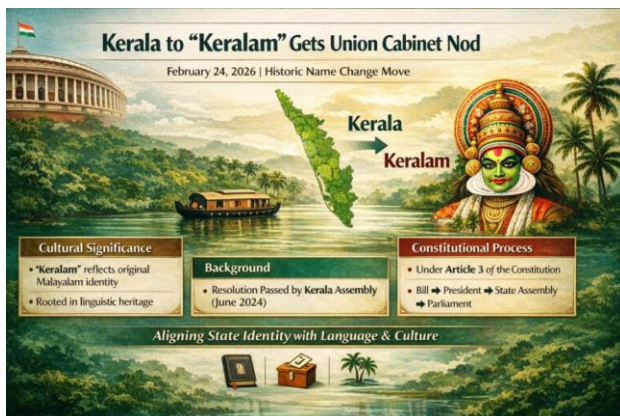 Kerala to "Keralam" Gets Union Cabinet Nod
February 24, 2026 | Historic Name Change Move
Kerala
Keralam
Cultural Significance
• "Keralam" reflects original
Malayalam identity
• Rooted in linguistic heritage
Background
• Resolution Passed by Kerala Assembly
(June 2024)
Constitutional Process
• Under Article 3 of the Constitution
• Bill ➡ President ➡ State Assembly
➡ Parliament
Aligning State Identity with Language & Culture